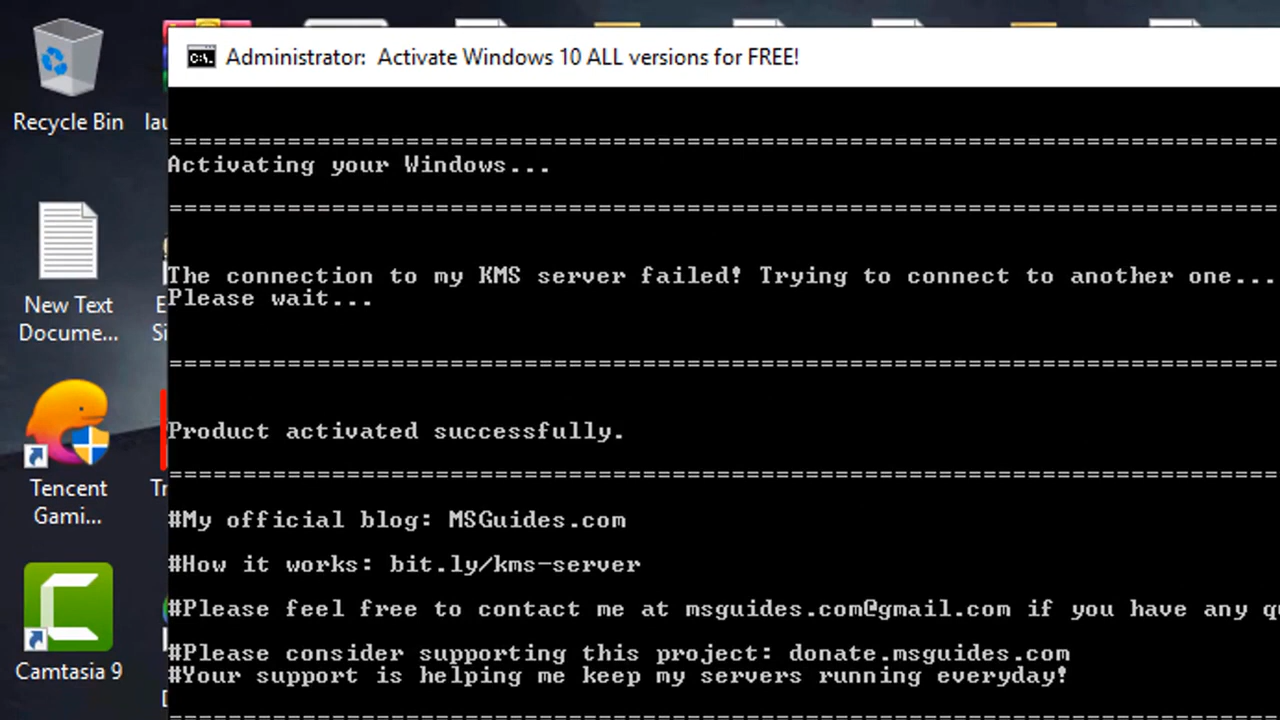 Administrator:  Activate Windows 10 ALL versions for FREE!
Recycle Bin
lau
============================================================================
Activating your Windows...
============================================================================
New Text
Docume...
E
Si
The connection to my KMS server failed! Trying to connect to another one...
Please wait...
============================================================================
Product activated successfully.
============================================================================
Tencent
Gami...
Tr
#My official blog: MSGuides.com
#How it works: bit.ly/kms-server
#Please feel free to contact me at msguides.com@gmail.com if you have any qu
#Please consider supporting this project: donate.msguides.com
#Your support is helping me keep my servers running everyday!
Camtasia 9
============================================================================